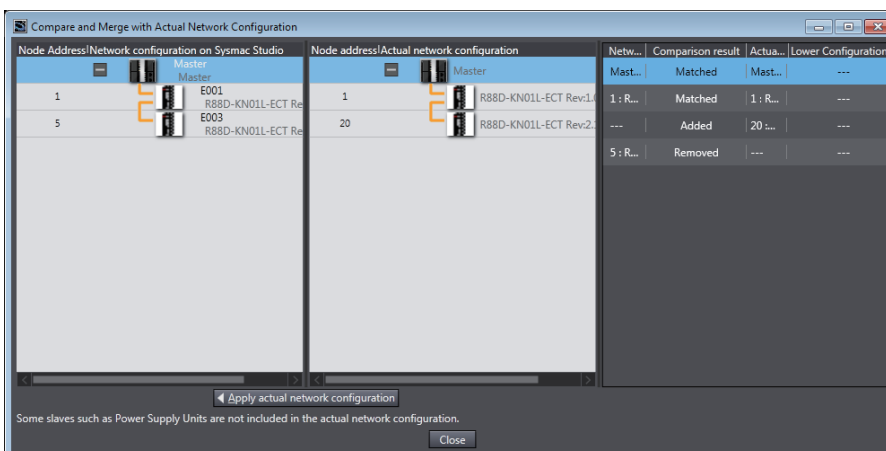 Compare and Merge with Actual Network Configuration
Node Address Network configuration on Sysmac Studio
Master
Master
1
E001
R88D-KN01L-ECT Re
5
E003
R88D-KN01L-ECT Re
Node address Actual network configuration
Master
1
R88D-KN01L-ECT Rev:1.
20
R88D-KN01L-ECT Rev:2.
Netw... Comparison result Actua... Lower Configuration
Mast... Matched Mast... ---
1 : R... Matched 1 : R... ---
--- Added 20 :... ---
5 : R... Removed --- ---
Apply actual network configuration
Some slaves such as Power Supply Units are not included in the actual network configuration.
Close